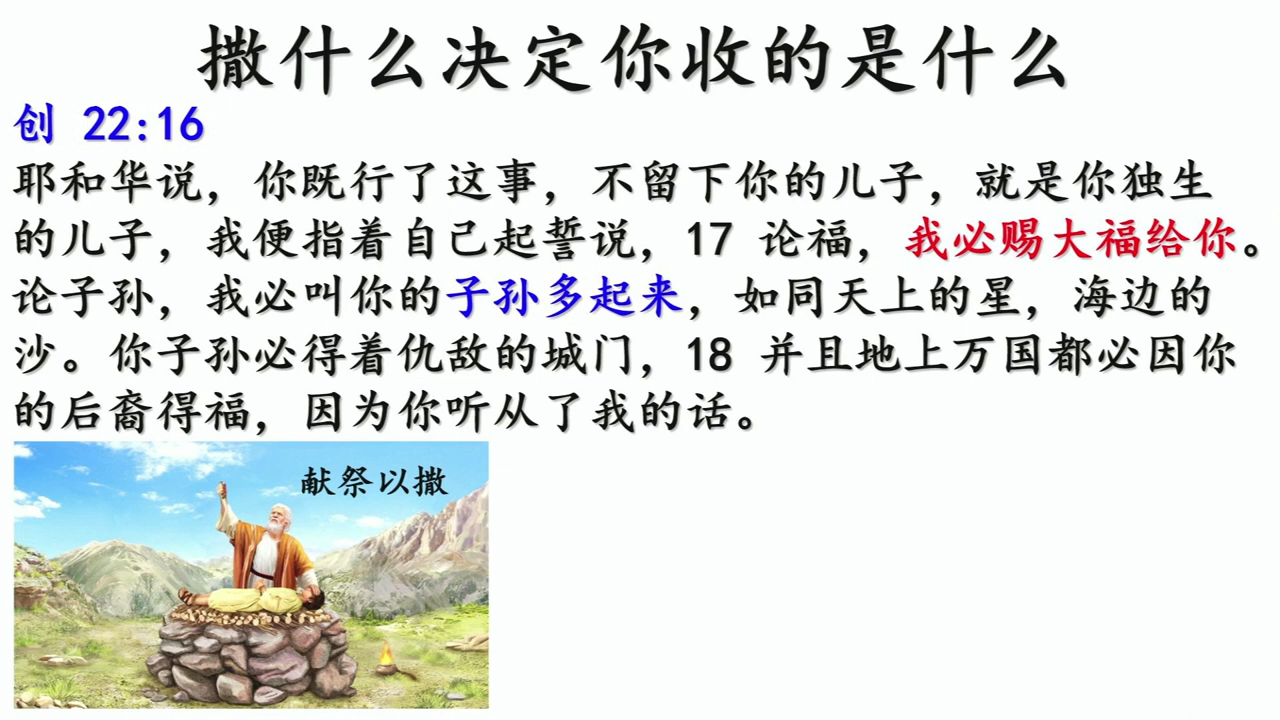 撒什么决定你收的是什么
创 22:16
耶和华说，你既行了这事，不留下你的儿子，就是你独生
的儿子，我便指着自己起誓说，17 论福，我必赐大福给你。
论子孙，我必叫你的子孙多起来，如同天上的星，海边的
沙。你子孙必得着仇敌的城门，18 并且地上万国都必因你
的后裔得福，因为你听从了我的话。
献祭以撒